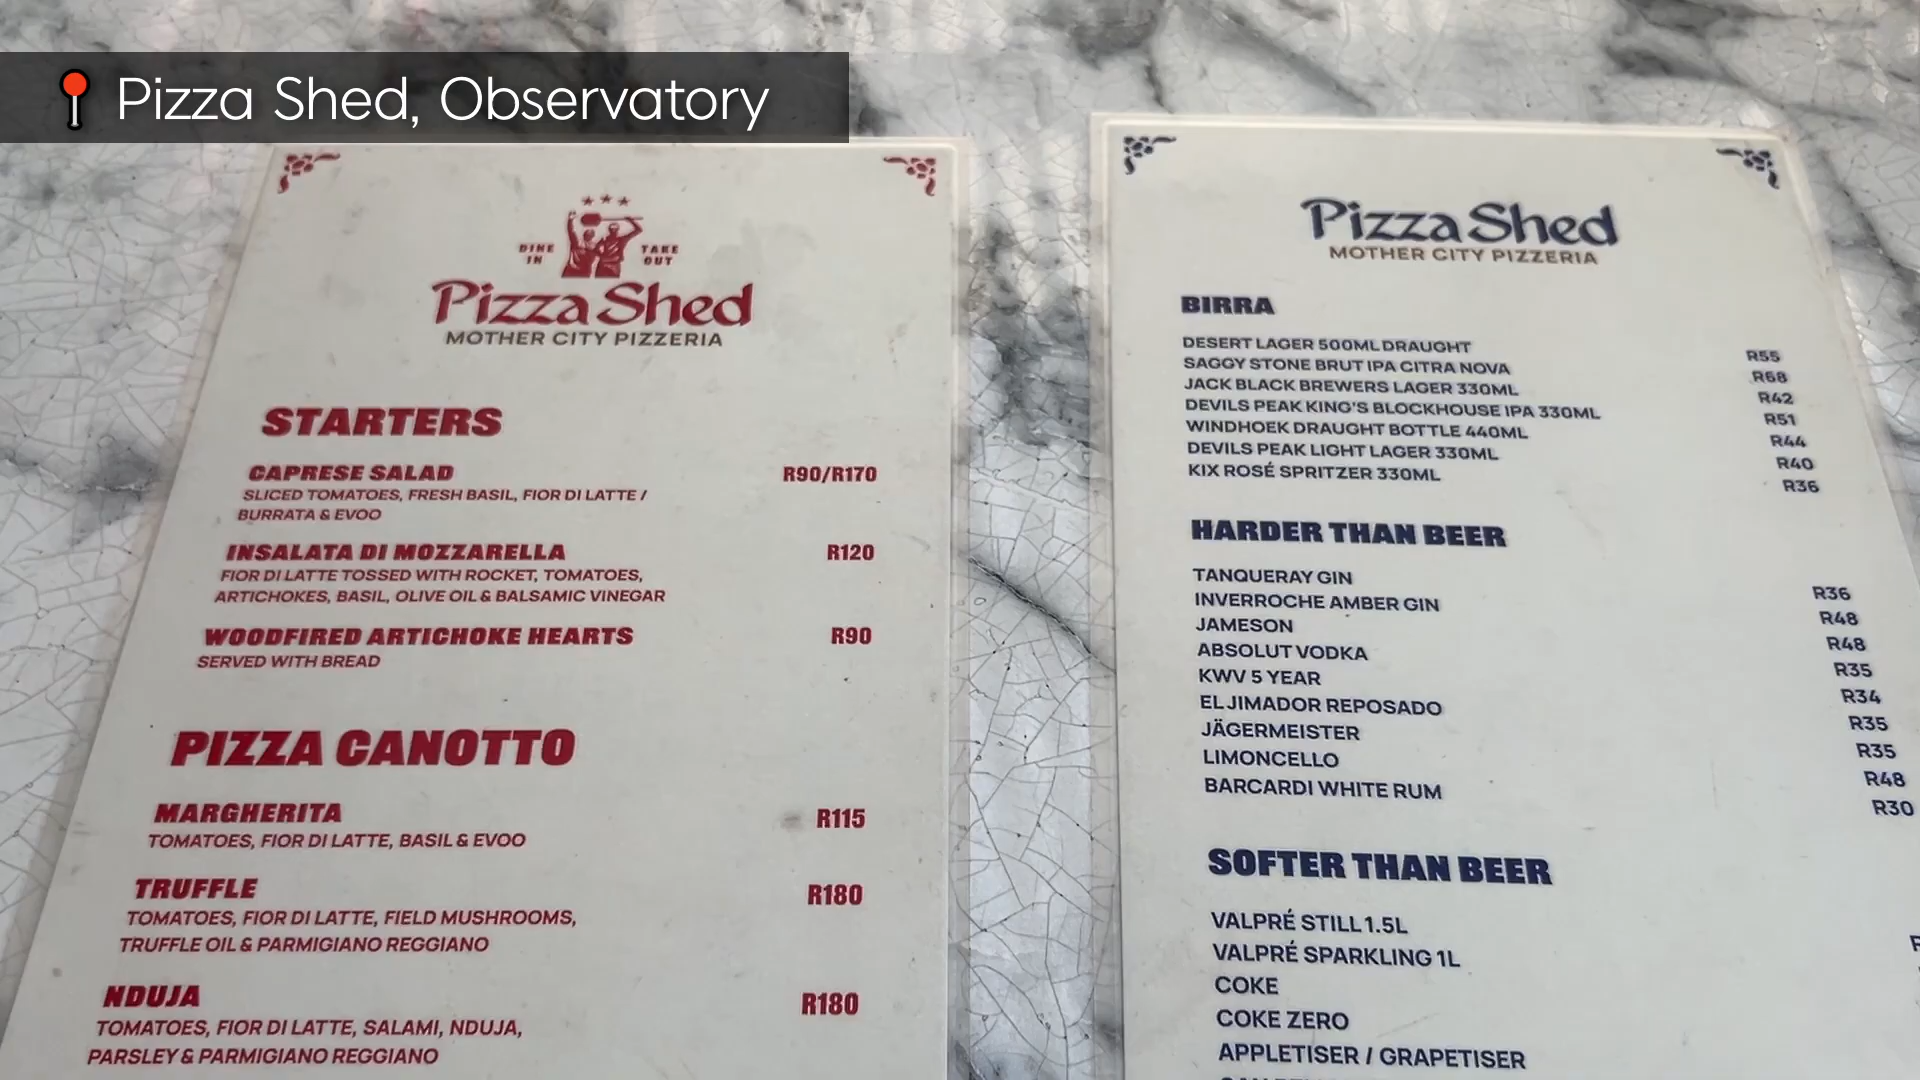 Pizza Shed, Observatory
DINE IN
TAKE OUT
Pizza Shed
MOTHER CITY PIZZERIA
STARTERS
CAPRESE SALAD R90/R170
SLICED TOMATOES, FRESH BASIL, FIOR DI LATTE /
BURRATA & EVOO
INSALATA DI MOZZARELLA R120
FIOR DI LATTE TOSSED WITH ROCKET, TOMATOES,
ARTICHOKES, BASIL, OLIVE OIL & BALSAMIC VINEGAR
WOODFIRED ARTICHOKE HEARTS R90
SERVED WITH BREAD
PIZZA CANOTTO
MARGHERITA R115
TOMATOES, FIOR DI LATTE, BASIL & EVOO
TRUFFLE R180
TOMATOES, FIOR DI LATTE, FIELD MUSHROOMS,
TRUFFLE OIL & PARMIGIANO REGGIANO
NDUJA R180
TOMATOES, FIOR DI LATTE, SALAMI, NDUJA,
PARSLEY & PARMIGIANO REGGIANO
Pizza Shed
MOTHER CITY PIZZERIA
BIRRA
DESERT LAGER 500ML DRAUGHT R55
SAGGY STONE BRUT IPA CITRA NOVA R68
JACK BLACK BREWERS LAGER 330ML R42
DEVILS PEAK KING'S BLOCKHOUSE IPA 330ML R51
WINDHOEK DRAUGHT BOTTLE 440ML R44
DEVILS PEAK LIGHT LAGER 330ML R40
KIX ROSÉ SPRITZER 330ML R36
HARDER THAN BEER
TANQUERAY GIN R36
INVERROCHE AMBER GIN R48
JAMESON R48
ABSOLUT VODKA R35
KWV 5 YEAR R34
EL JIMADOR REPOSADO R35
JÄGERMEISTER R35
LIMONCELLO R48
BARCARDI WHITE RUM R30
SOFTER THAN BEER
VALPRÉ STILL 1.5L
VALPRÉ SPARKLING 1L
COKE
COKE ZERO
APPLETISER / GRAPETISER